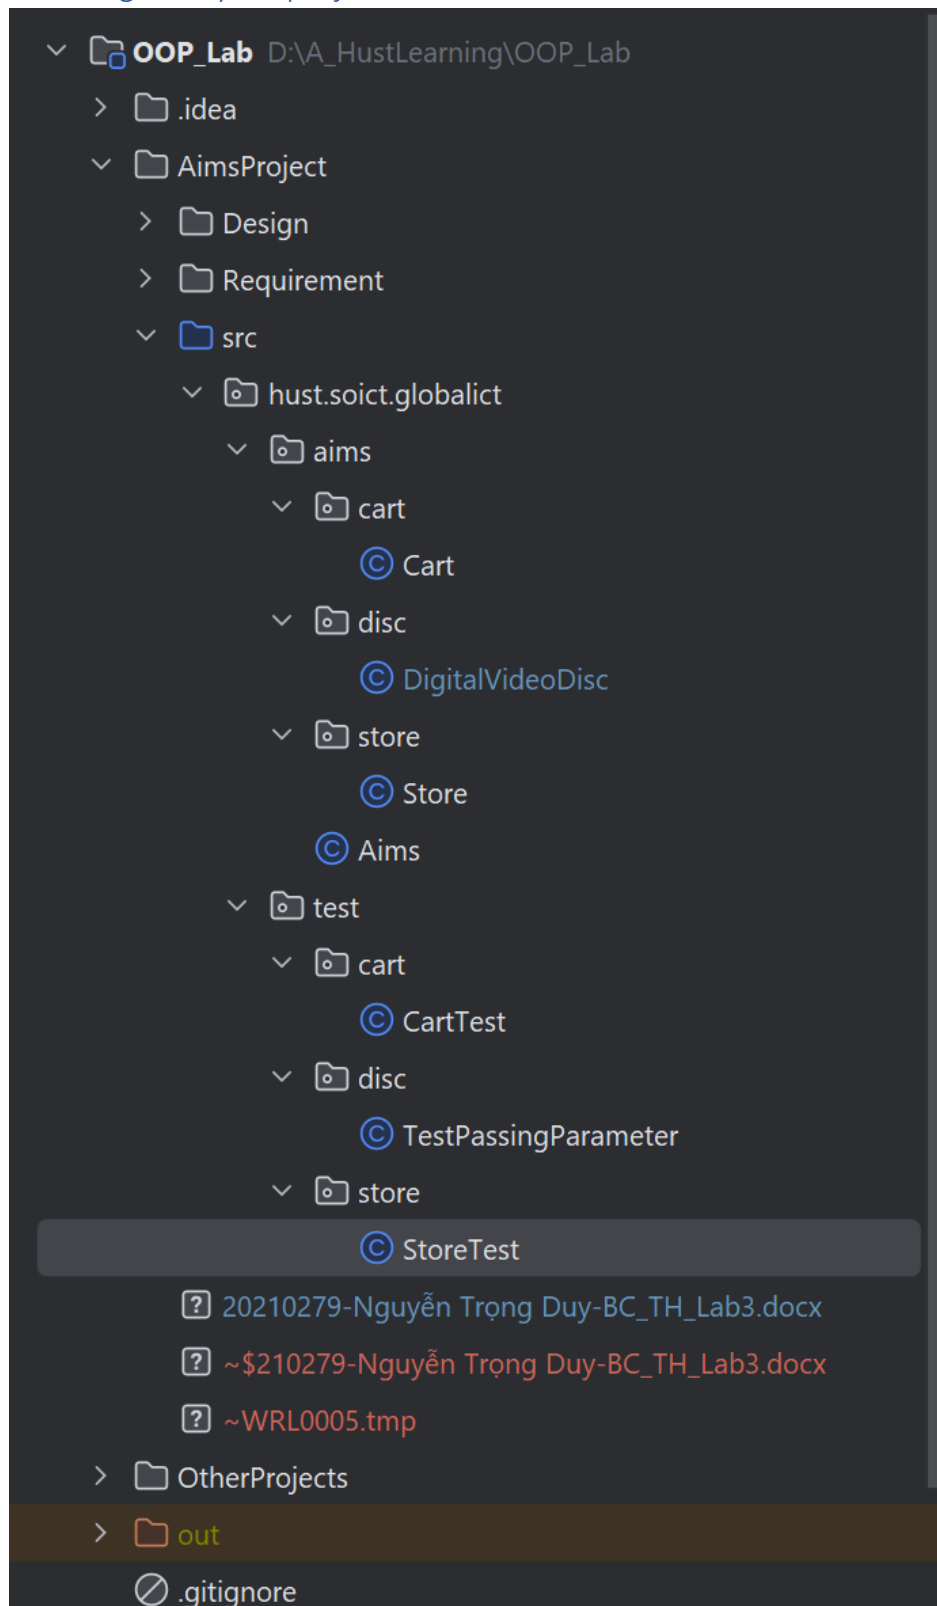 OOP_Lab D:\A_HustLearning\OOP_Lab
.idea
AimsProject
Design
Requirement
src
hust.soict.globalict
aims
cart
Cart
disc
DigitalVideoDisc
store
Store
Aims
test
cart
CartTest
disc
TestPassingParameter
store
StoreTest
20210279-Nguyễn Trọng Duy-BC_TH_Lab3.docx
~$210279-Nguyễn Trọng Duy-BC_TH_Lab3.docx
~WRL0005.tmp
OtherProjects
out
.gitignore